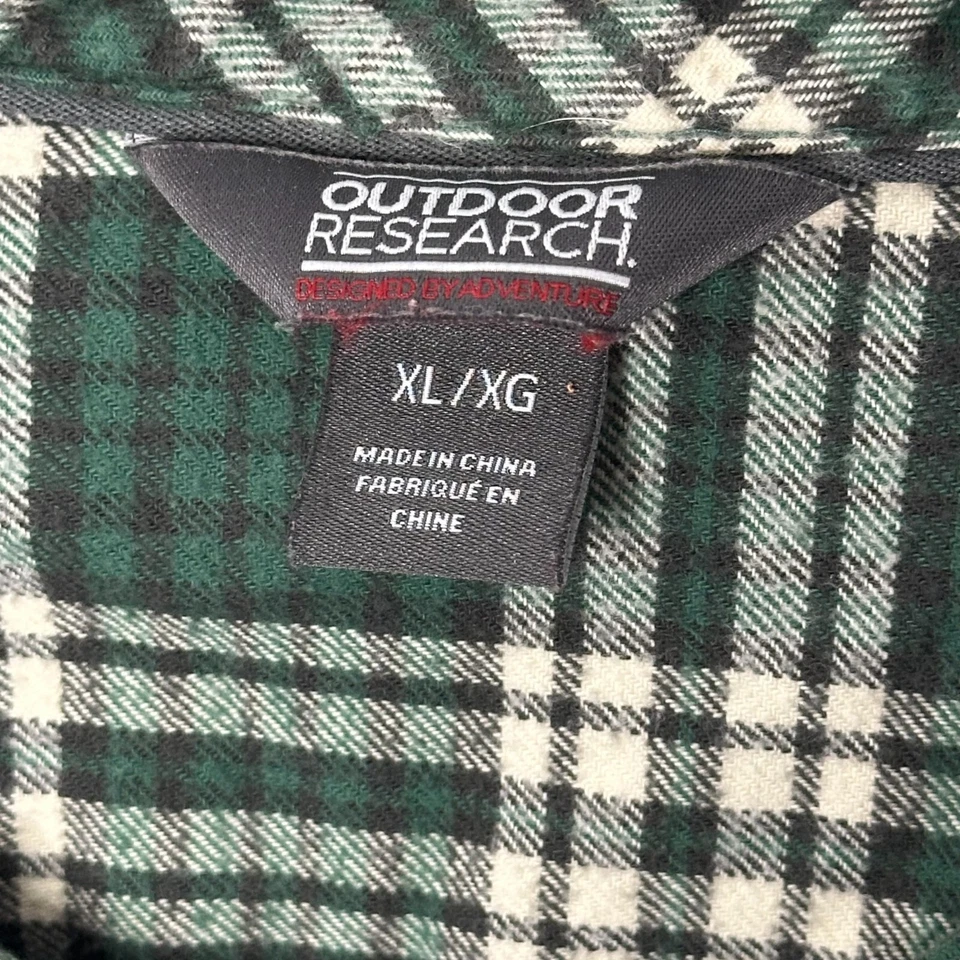 OUTDOOR
RESEARCH.
DESIGNED BY ADVENTURE
XL/XG
MADE IN CHINA
FABRIQUÉ EN
CHINE